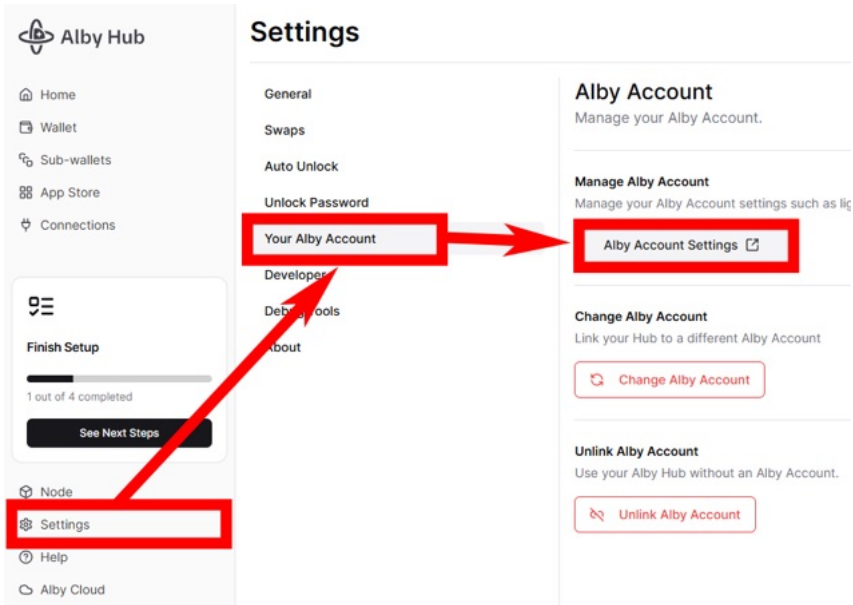 Alby Hub
Home
Wallet
Sub-wallets
App Store
Connections
Finish Setup
1 out of 4 completed
See Next Steps
Node
Settings
Help
Alby Cloud
Settings
General
Swaps
Auto Unlock
Unlock Password
Your Alby Account
Developer
Debug Tools
About
Alby Account
Manage your Alby Account.
Manage Alby Account
Manage your Alby Account settings such as
Alby Account Settings
Change Alby Account
Link your Hub to a different Alby Account
Change Alby Account
Unlink Alby Account
Use your Alby Hub without an Alby Account.
Unlink Alby Account